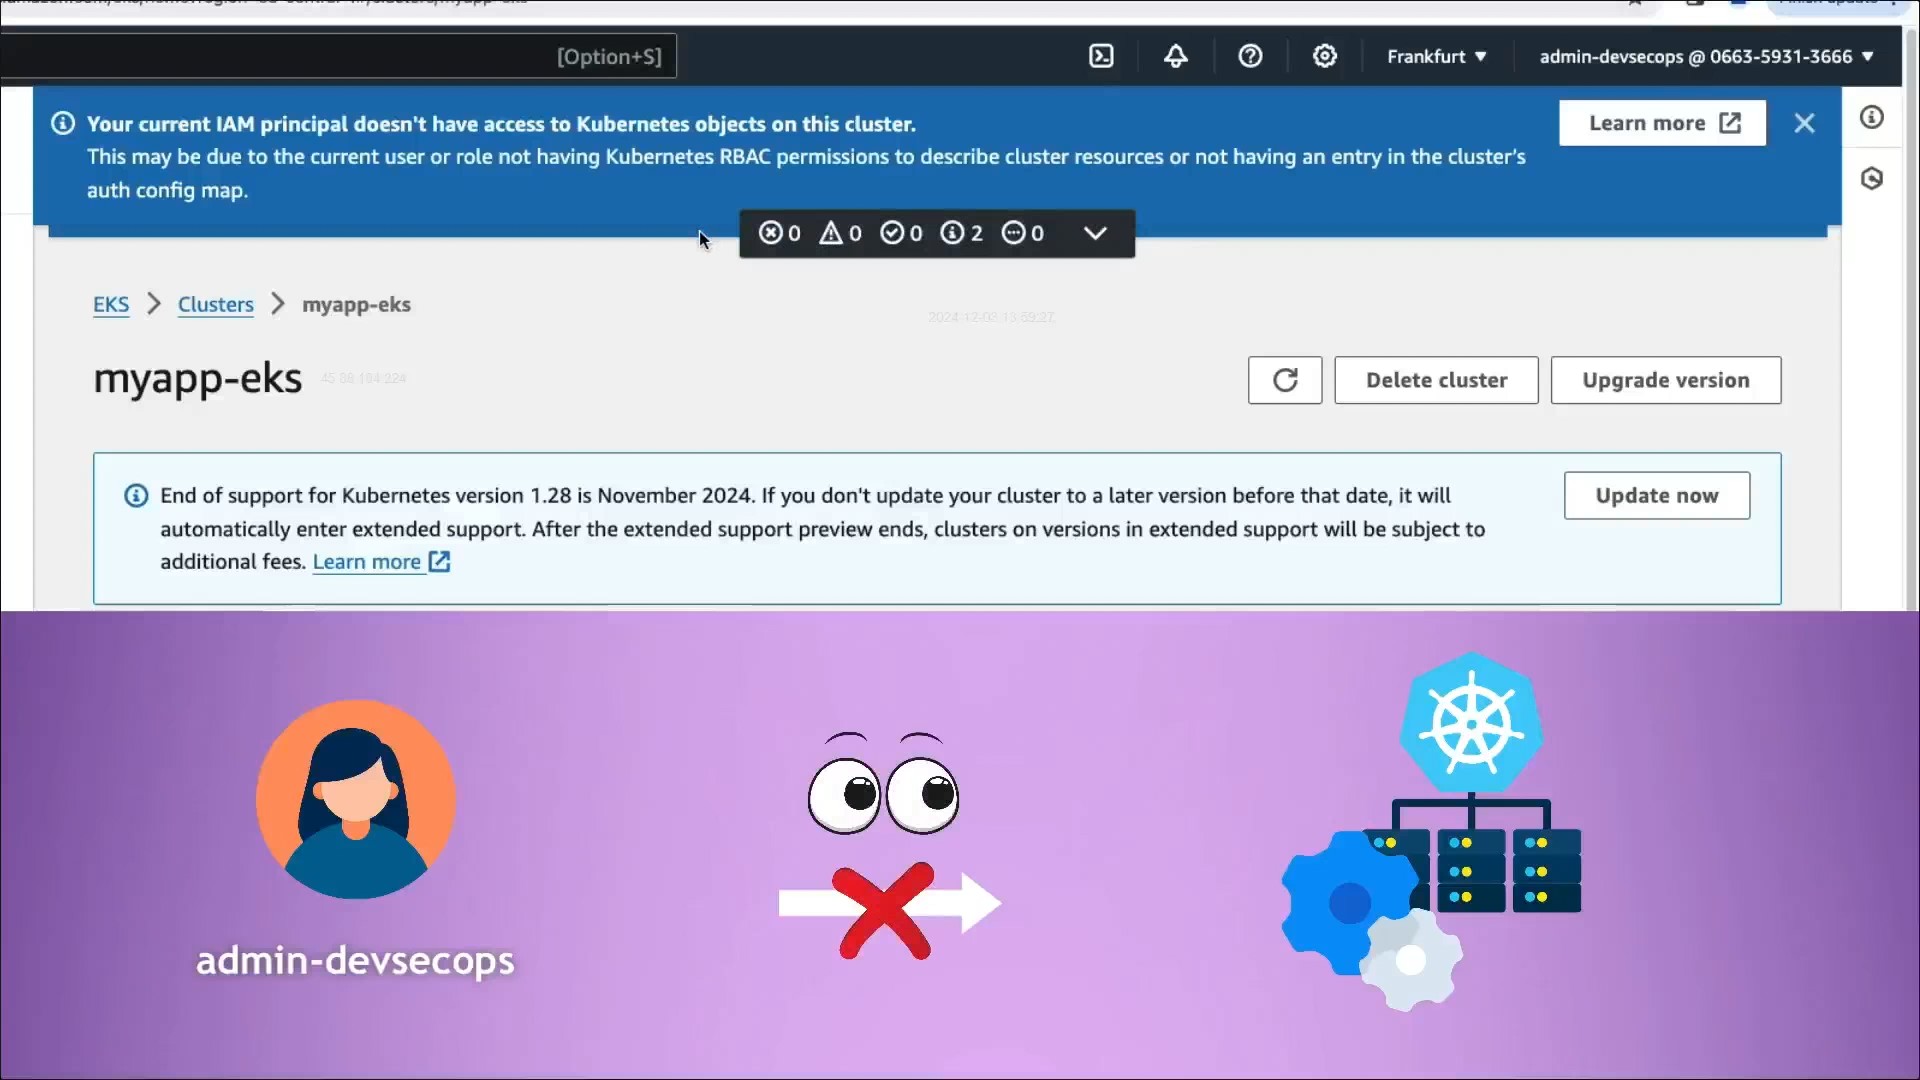 [Option+S]
Frankfurt ▼
admin-devsecops @ 0663-5931-3666 ▼
Your current IAM principal doesn't have access to Kubernetes objects on this cluster.
Learn more
This may be due to the current user or role not having Kubernetes RBAC permissions to describe cluster resources or not having an entry in the cluster's
auth config map.
0 0 0 2 0
EKS > Clusters > myapp-eks
2024-12-02 13:59:27
myapp-eks
Delete cluster
Upgrade version
End of support for Kubernetes version 1.28 is November 2024. If you don't update your cluster to a later version before that date, it will
automatically enter extended support. After the extended support preview ends, clusters on versions in extended support will be subject to
additional fees. Learn more
Update now
admin-devsecops